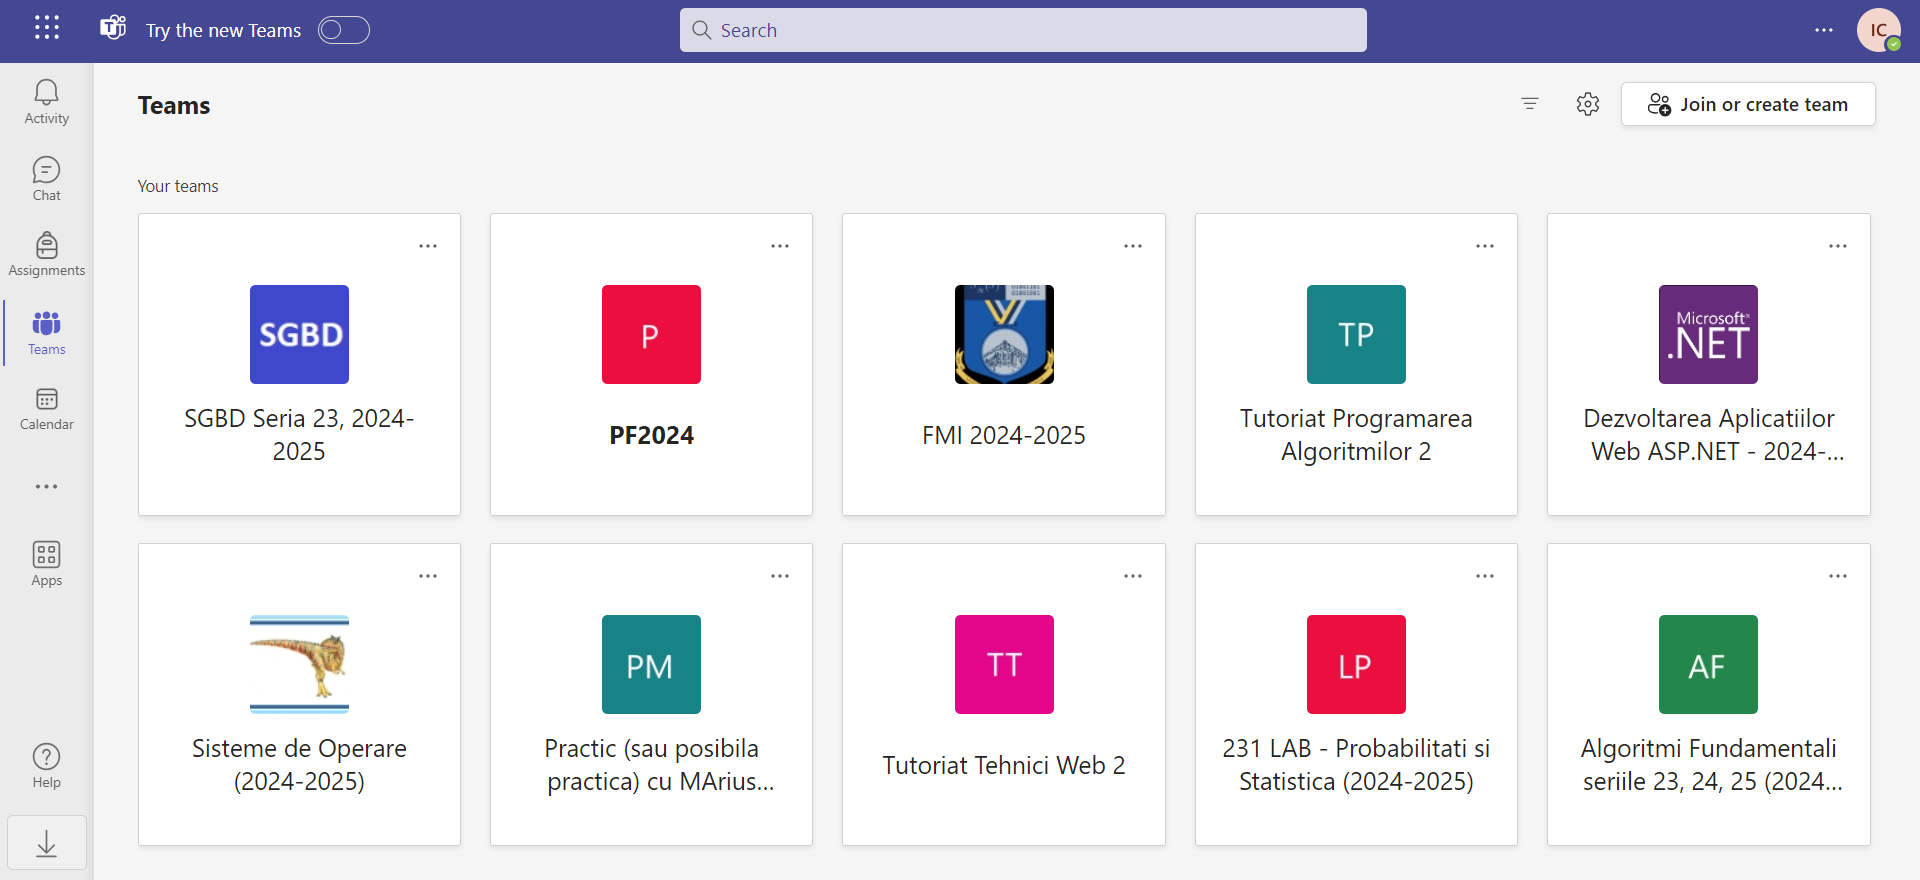 Try the new Teams
Search
IC
Activity
Chat
Assignments
Teams
Calendar
Apps
Help
Teams
Join or create team
Your teams
SGBD
SGBD Seria 23, 2024-
2025
P
PF2024
FMI 2024-2025
TP
Tutoriat Programarea
Algoritmilor 2
Microsoft
.NET
Dezvoltarea Aplicatiilor
Web ASP.NET - 2024-...
Sisteme de Operare
(2024-2025)
PM
Practic (sau posibila
practica) cu MArius...
TT
Tutoriat Tehnici Web 2
LP
231 LAB - Probabilitati si
Statistica (2024-2025)
AF
Algoritmi Fundamentali
seriile 23, 24, 25 (2024...